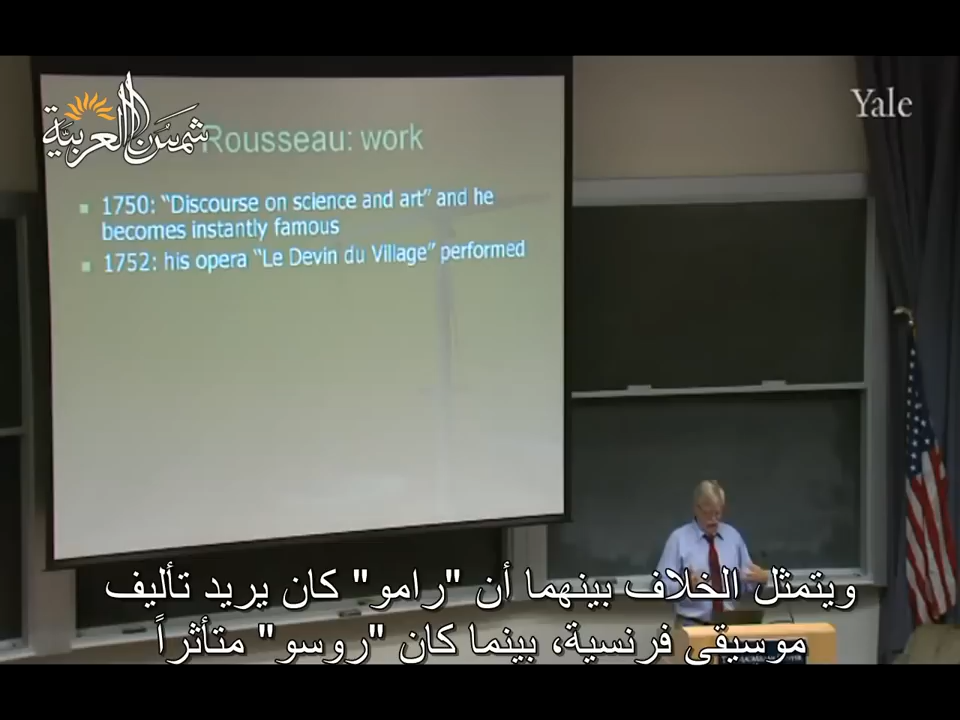 شمس العربية
Yale
Rousseau: work
1750: “Discourse on science and art” and he
becomes instantly famous
1752: his opera “Le Devin du Village” performed
ويتمثل الخلاف بينهما أن "رامو" كان يريد تأليف
موسيقى فرنسية، بينما كان "روسو" متأثراً